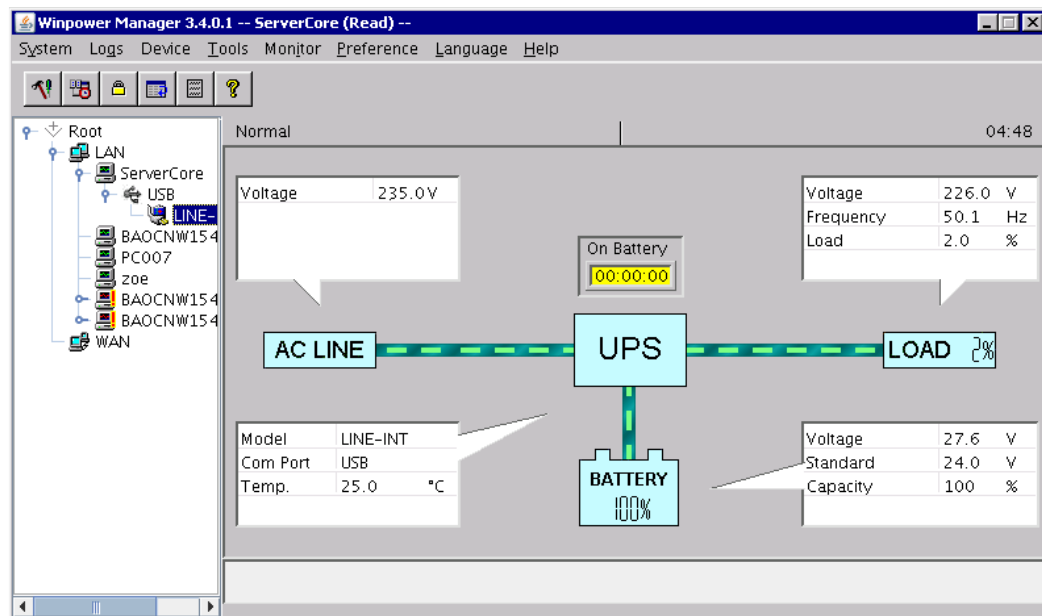 Winpower Manager 3.4.0.1 -- ServerCore (Read) --
System Logs Device Tools Monitor Preference Language Help
Root
LAN
ServerCore
USB
LINE-
BAOCNW154
PC007
zoe
BAOCNW154
BAOCNW154
WAN
Normal 04:48
Voltage 235.0 V
Voltage 226.0 V
Frequency 50.1 Hz
Load 2.0 %
On Battery
00:00:00
AC LINE
UPS
LOAD 2%
Model LINE-INT
Com Port USB
Temp. 25.0 °C
BATTERY
100%
Voltage 27.6 V
Standard 24.0 V
Capacity 100 %